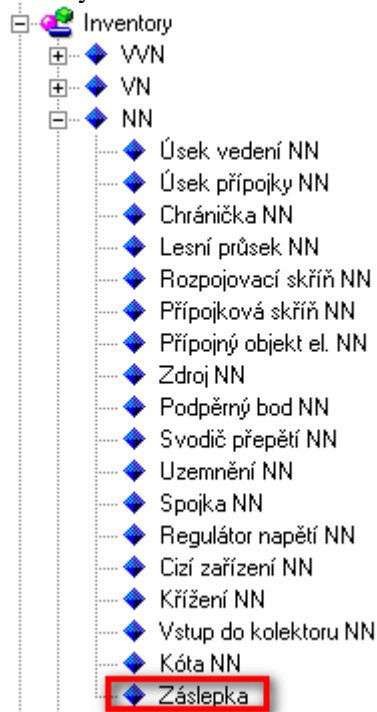 Inventory
VVN
VN
NN
Úsek vedení NN
Úsek přípojky NN
Chránička NN
Lesní průsek NN
Rozpojovací skříň NN
Přípojková skříň NN
Přípojný objekt el. NN
Zdroj NN
Podpěrný bod NN
Svodič přepětí NN
Uzemnění NN
Spojka NN
Regulátor napětí NN
Cizí zařízení NN
Křížení NN
Vstup do kolektoru NN
Kóta NN
Záslepka